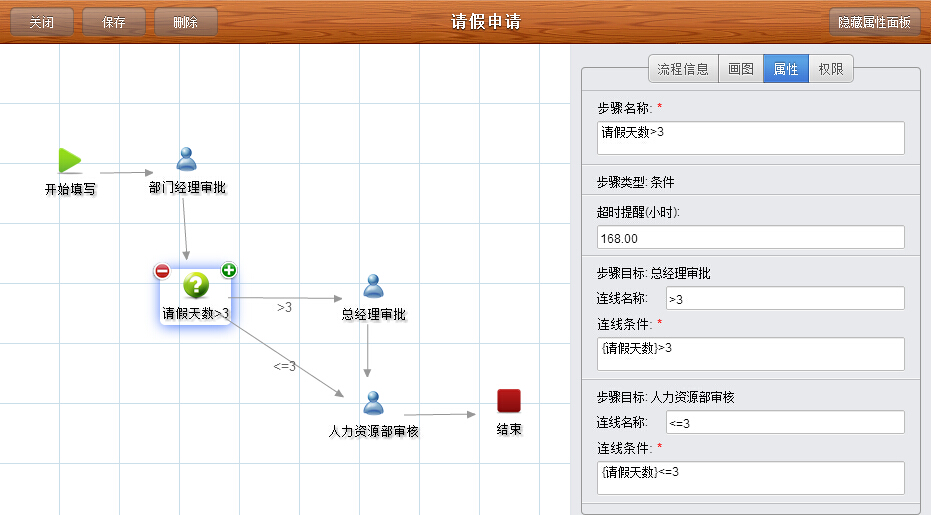 关闭
保存
删除
请假申请
隐藏属性面板
开始填写
部门经理审批
请假天数>3
>3
总经理审批
<=3
人力资源部审核
结束
流程信息
画图
属性
权限
步骤名称: *
请假天数>3
步骤类型: 条件
超时提醒(小时):
168.00
步骤目标: 总经理审批
连线名称: >3
连线条件: *
{请假天数}>3
步骤目标: 人力资源部审核
连线名称: <=3
连线条件: *
{请假天数}<=3